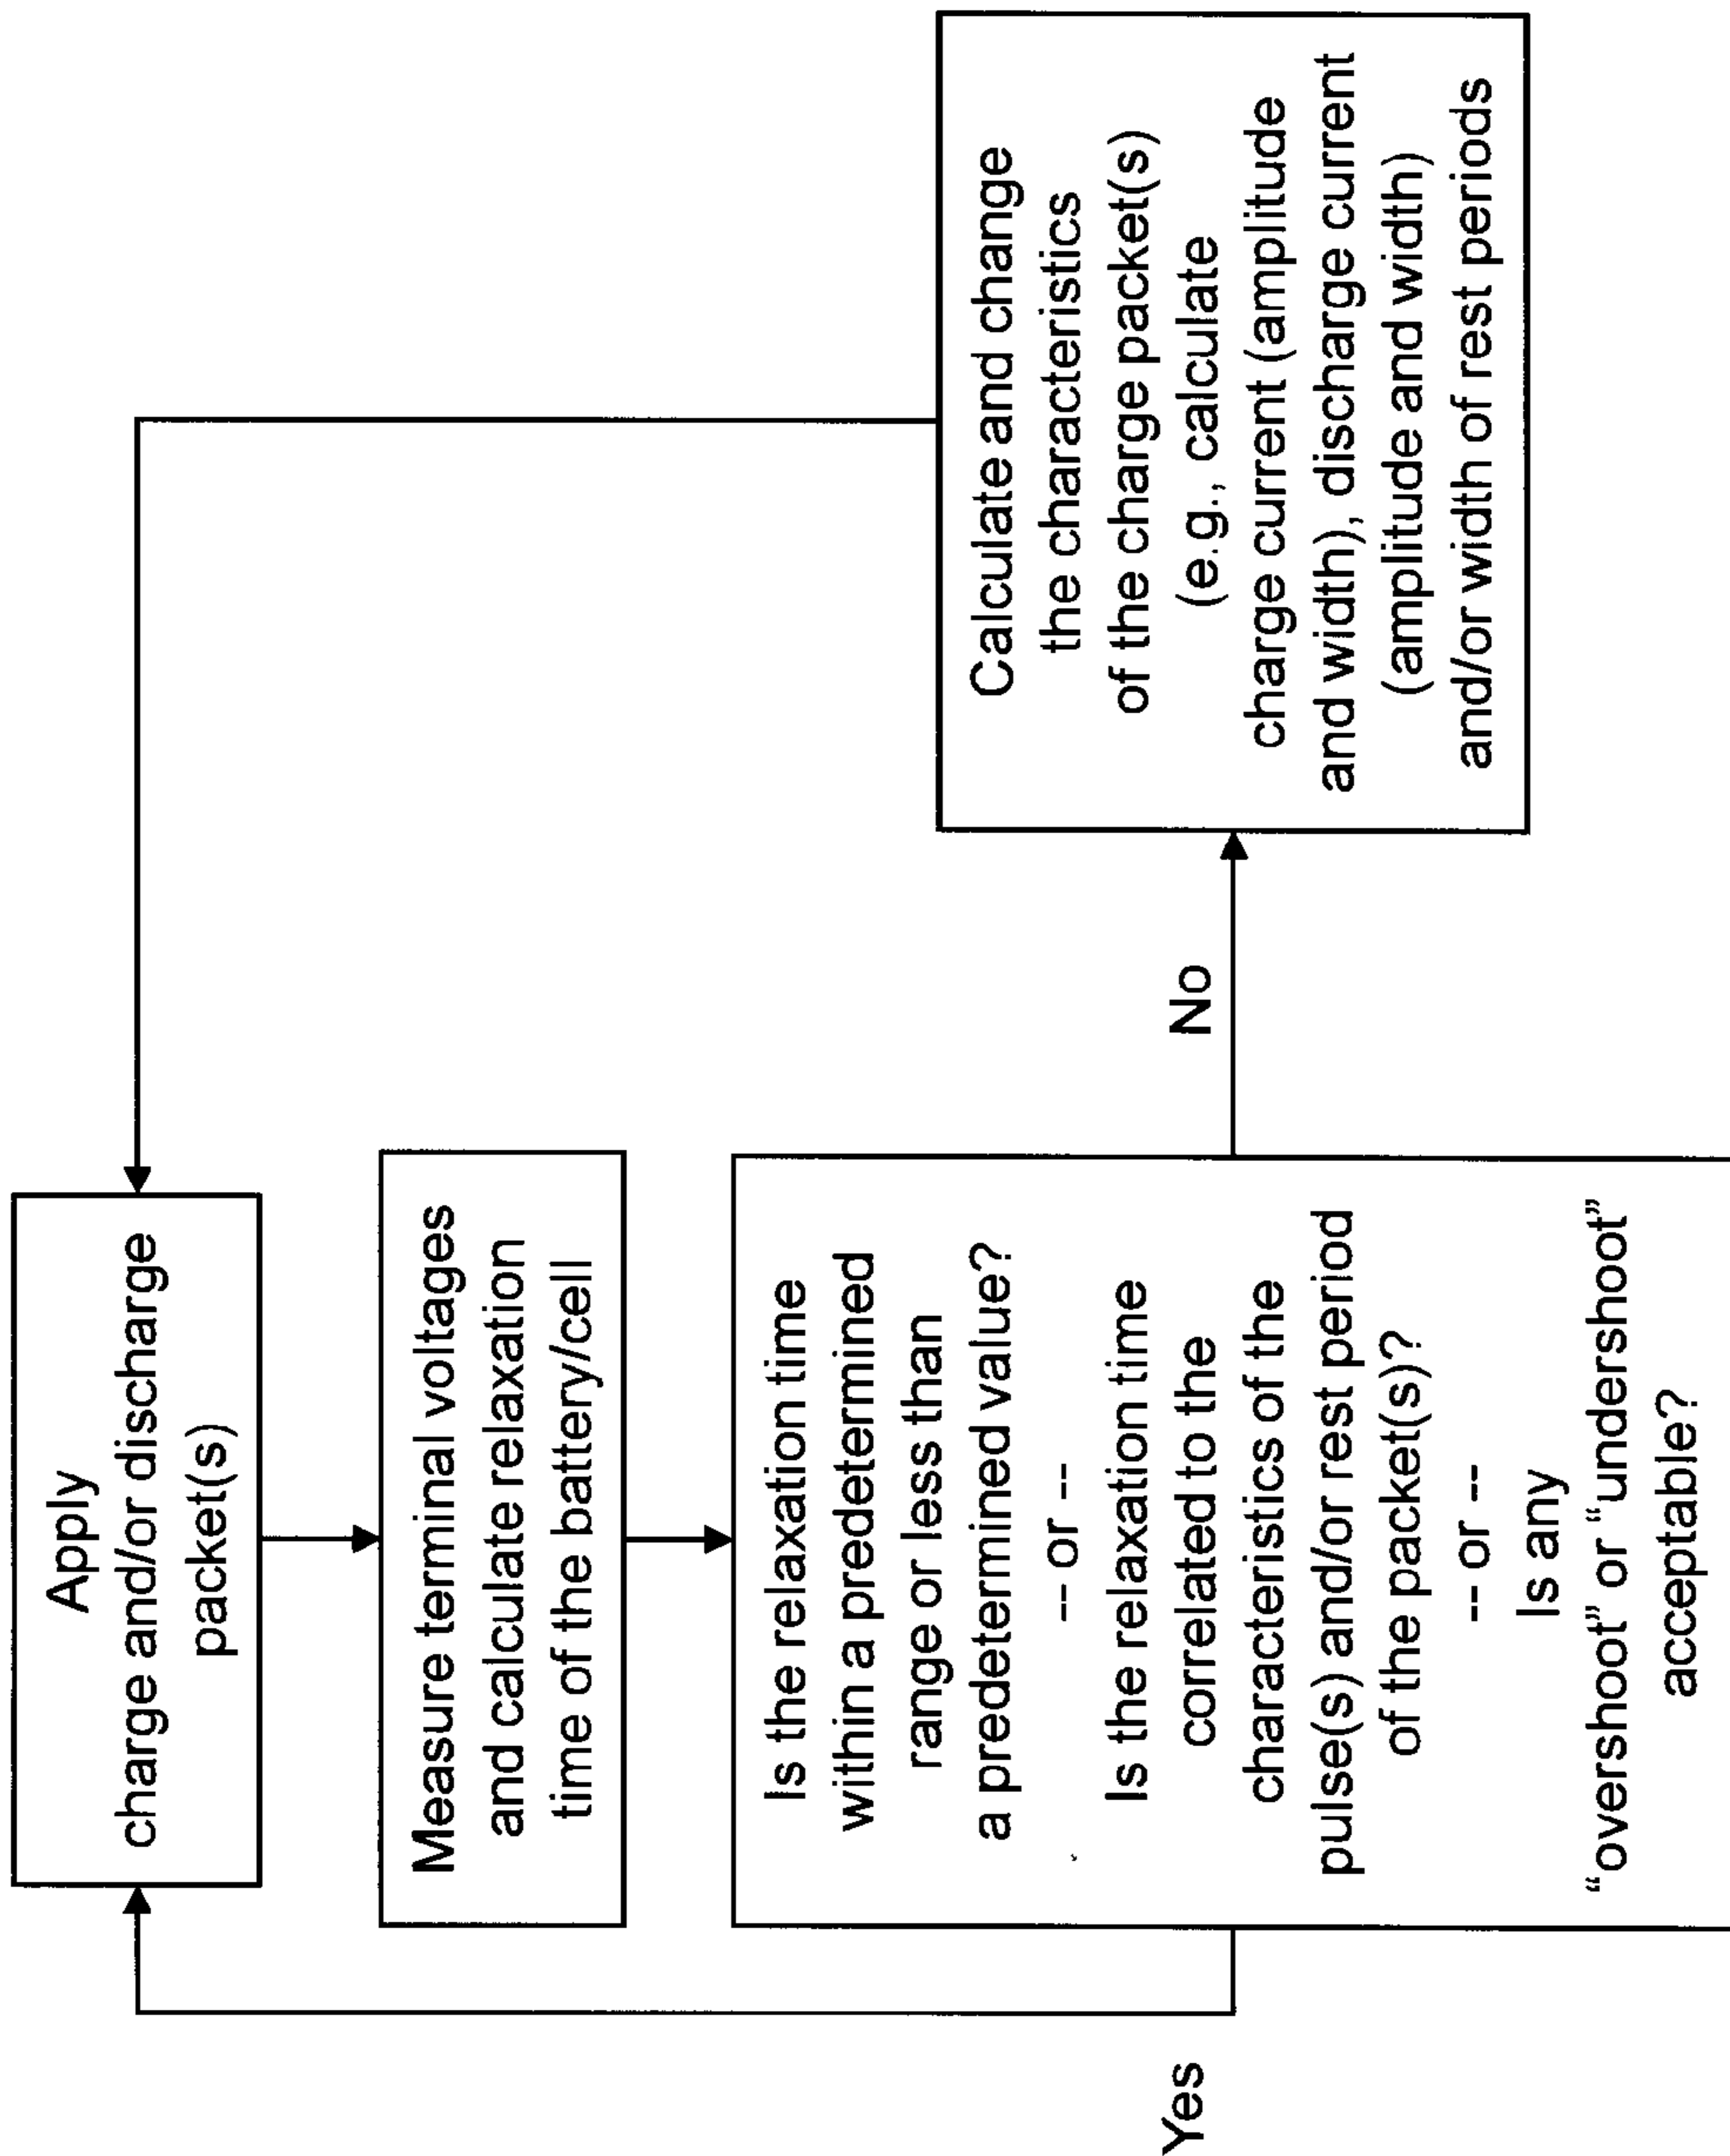 Apply
charge and/or discharge
packet(s)
Measure terminal voltages
and calculate relaxation
time of the battery/cell
Is the relaxation time
within a predetermined
range or less than
a predetermined value?
-- or --
Is the relaxation time
correlated to the
characteristics of the
pulse(s) and/or rest period
of the packet(s)?
-- or --
Is any
“overshoot” or “undershoot”
acceptable?
Yes
No
Calculate and change
the characteristics
of the charge packet(s)
(e.g., calculate
charge current (amplitude
and width), discharge current
(amplitude and width)
and/or width of rest periods